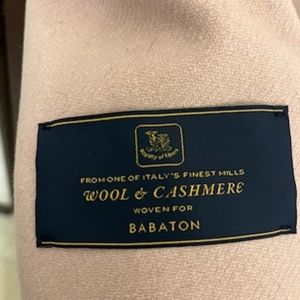 FROM ONE OF ITALY'S FINEST MILLS
WOOL & CASHMERE
WOVEN FOR
BABATON